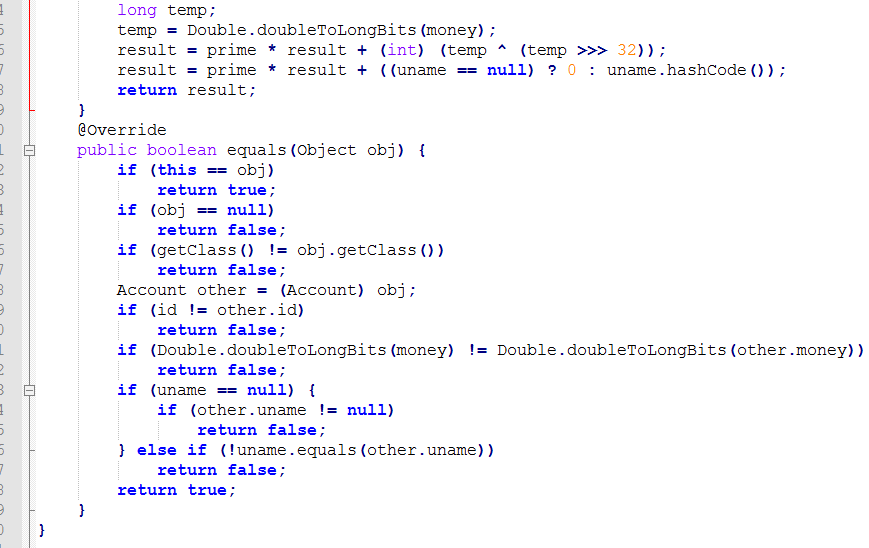 long temp;
temp = Double.doubleToLongBits(money);
result = prime * result + (int) (temp ^ (temp >>> 32));
result = prime * result + ((uname == null) ? 0 : uname.hashCode());
return result;
}
@Override
public boolean equals(Object obj) {
if (this == obj)
return true;
if (obj == null)
return false;
if (getClass() != obj.getClass())
return false;
Account other = (Account) obj;
if (id != other.id)
return false;
if (Double.doubleToLongBits(money) != Double.doubleToLongBits(other.money))
return false;
if (uname == null) {
if (other.uname != null)
return false;
} else if (!uname.equals(other.uname))
return false;
return true;
}
}